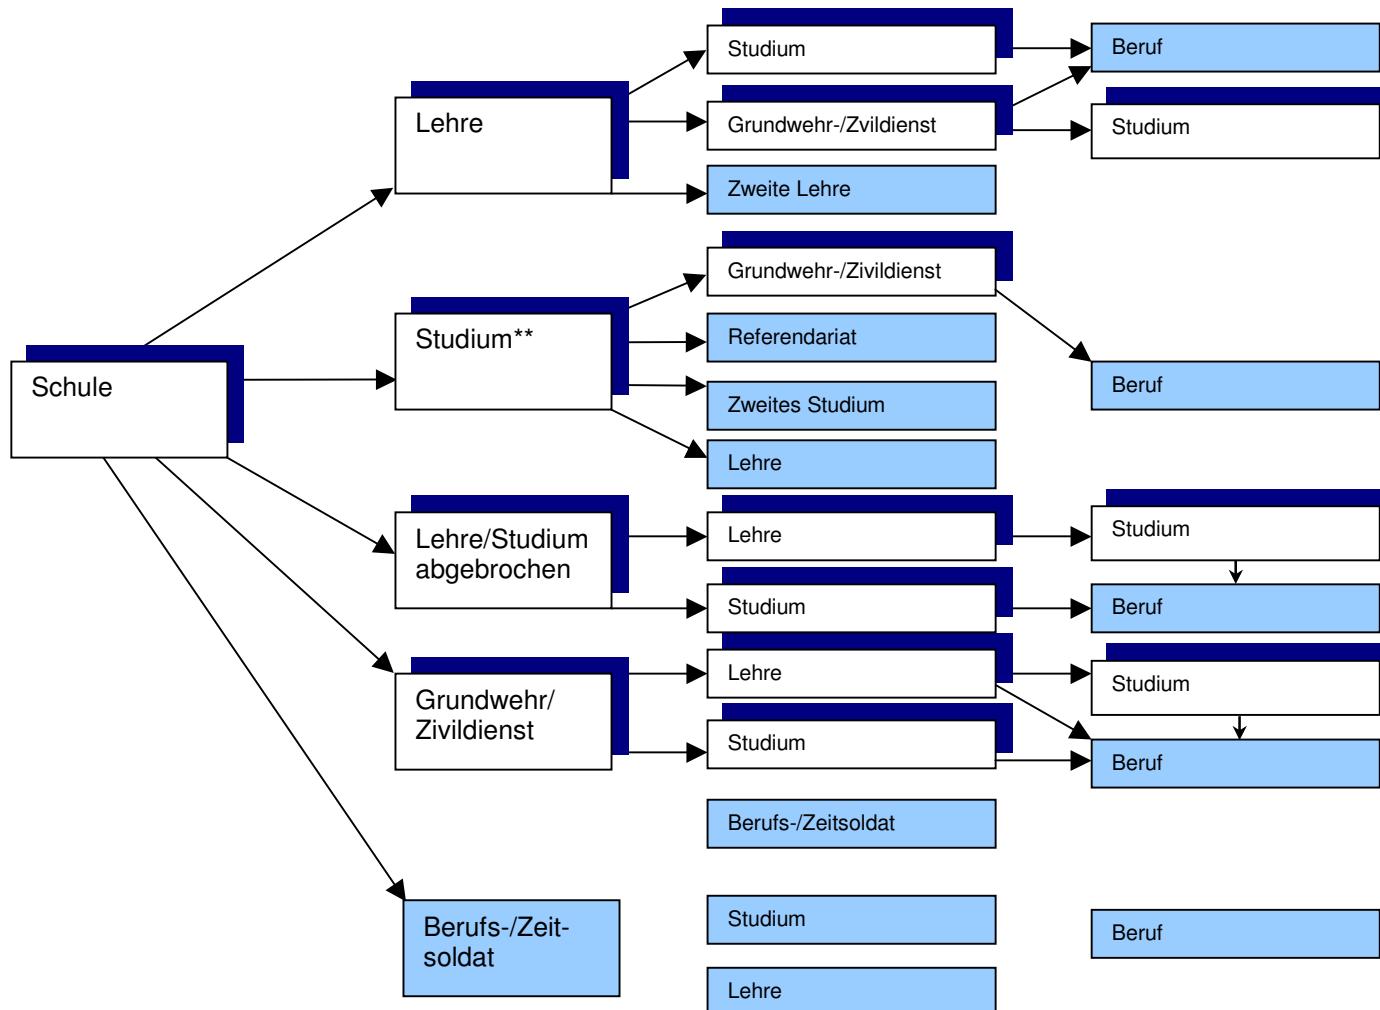 Studium
Beruf
Lehre
Grundwehr-/Zvildienst
Studium
Zweite Lehre
Grundwehr-/Zivildienst
Studium**
Referendariat
Schule
Beruf
Zweites Studium
Lehre
Lehre/Studium
abgebrochen
Lehre
Studium
Studium
Beruf
Grundwehr/
Zivildienst
Lehre
Studium
Studium
Beruf
Berufs-/Zeitsoldat
Berufs-/Zeit-
soldat
Studium
Beruf
Lehre